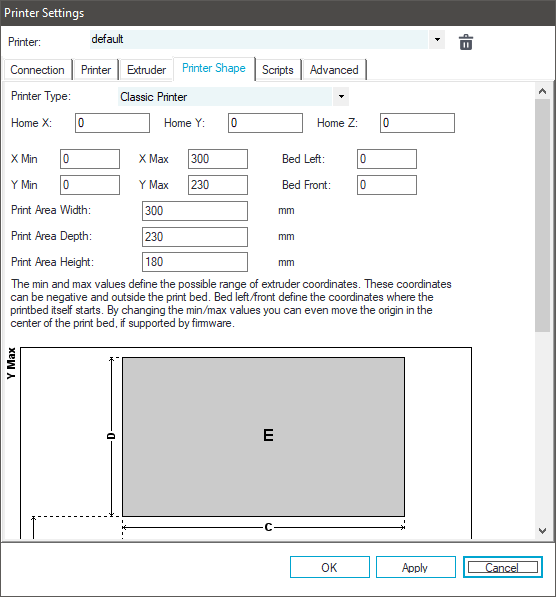 Printer Settings
Printer: default
Connection Printer Extruder Printer Shape Scripts Advanced
Printer Type: Classic Printer
Home X: 0 Home Y: 0 Home Z: 0
X Min 0 X Max 300 Bed Left: 0
Y Min 0 Y Max 230 Bed Front: 0
Print Area Width: 300 mm
Print Area Depth: 230 mm
Print Area Height: 180 mm
The min and max values define the possible range of extruder coordinates. These coordinates
can be negative and outside the print bed. Bed left/front define the coordinates where the
printbed itself starts. By changing the min/max values you can even move the origin in the
center of the print bed, if supported by firmware.
Y Max
D
E
C
OK Apply Cancel